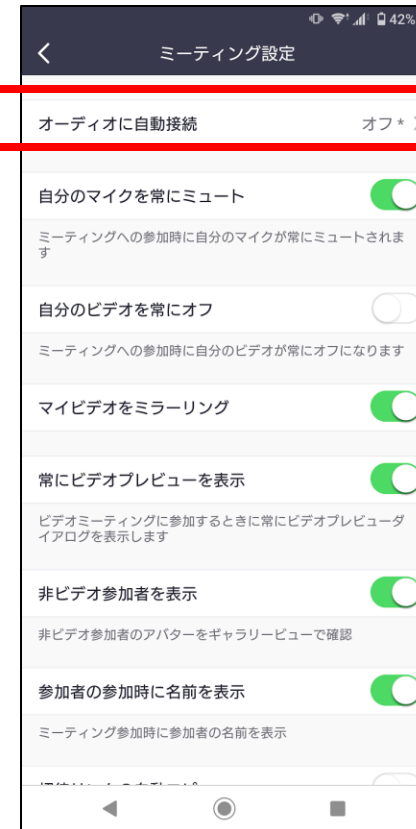 42%
ミーティング設定
オーディオに自動接続 オフ *
自分のマイクを常にミュート
ミーティングへの参加時に自分のマイクが常にミュートされま
す
自分のビデオを常にオフ
ミーティングへの参加時に自分のビデオが常にオフになります
マイビデオをミラーリング
常にビデオプレビューを表示
ビデオミーティングに参加するときに常にビデオプレビューダ
イアログを表示します
非ビデオ参加者を表示
非ビデオ参加者のアバターをギャラリービューで確認
参加者の参加時に名前を表示
ミーティング参加時に参加者の名前を表示